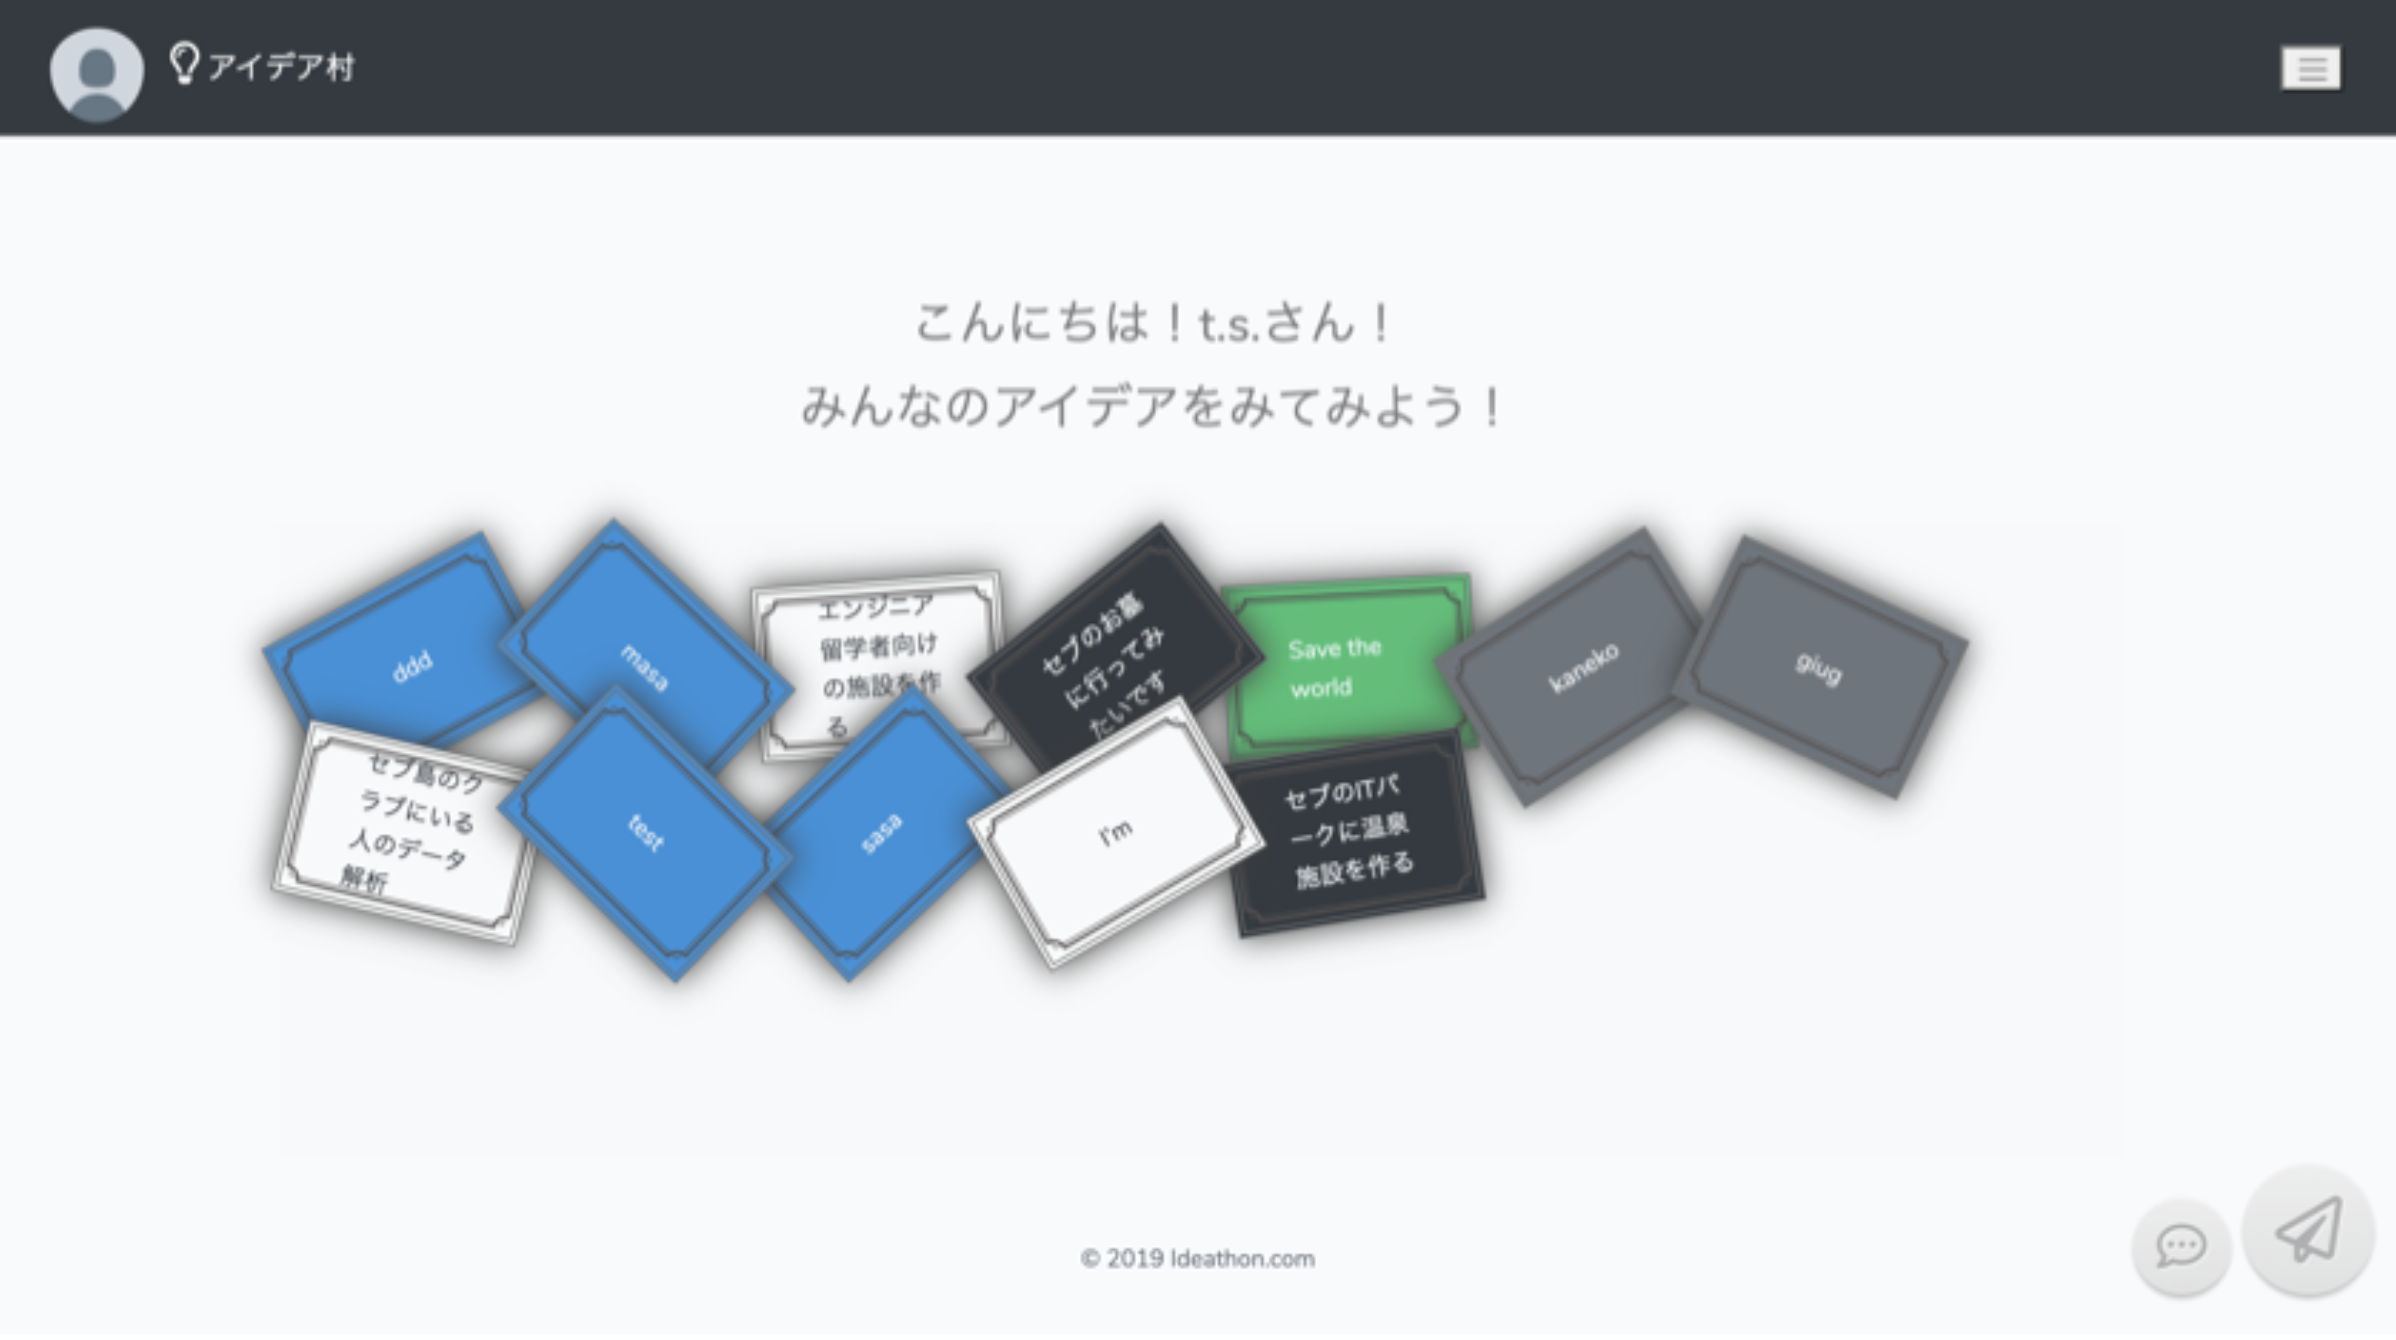 アイデア村
こんにちは！t.s.さん！
みんなのアイデアをみてみよう！
ddd
masa
エンジニア
留学者向け
の施設を作
る
セブのお墓
に行ってみ
たいです
Save the
world
kaneko
giug
セブ島のク
ラブにいる
人のデータ
解析
test
sasa
I'm
セブのITパ
ークに温泉
施設を作る
© 2019 Ideathon.com